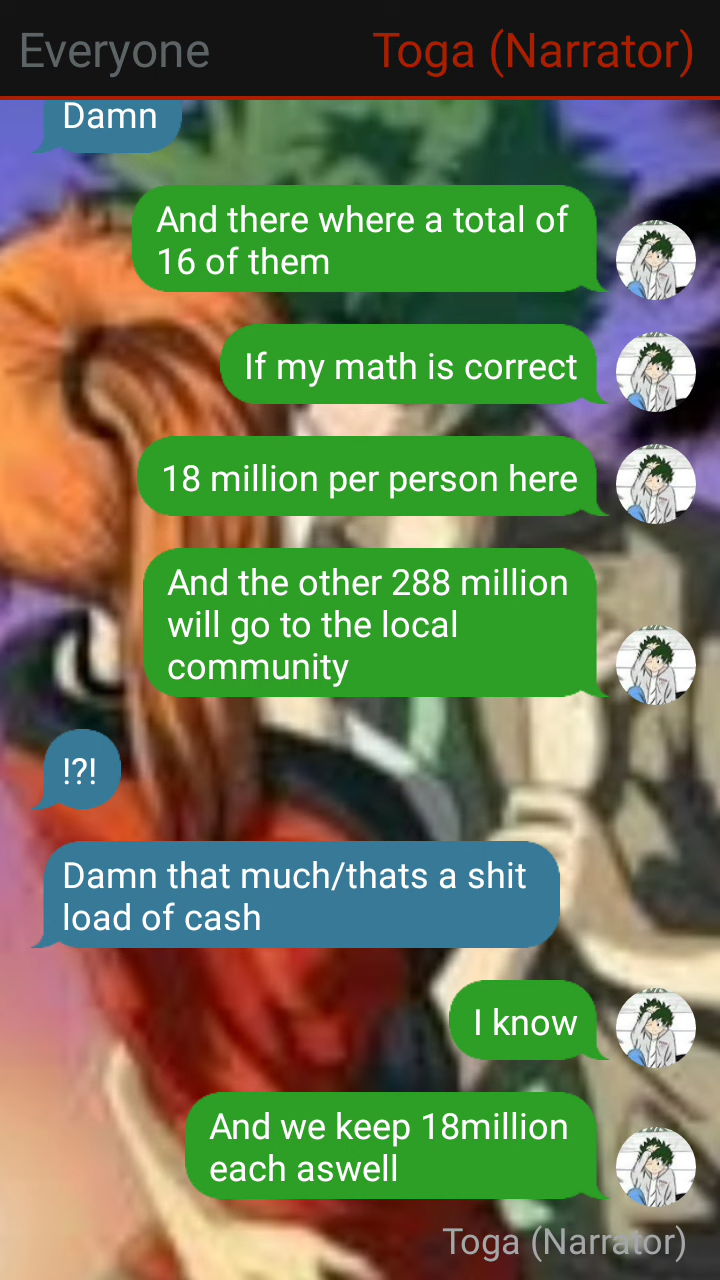 Everyone
Toga (Narrator)
Damn
And there where a total of
16 of them
If my math is correct
18 million per person here
And the other 288 million
will go to the local
community
!?!
Damn that much/thats a shit
load of cash
I know
And we keep 18million
each aswell
Toga (Narrator)